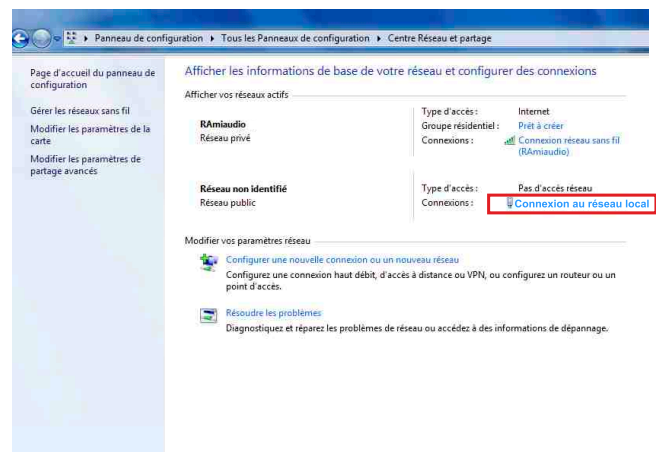 Panneau de configuration ▸ Tous les Panneaux de configuration ▸ Centre Réseau et partage
Page d'accueil du panneau de
configuration
Gérer les réseaux sans fil
Modifier les paramètres de la
carte
Modifier les paramètres de
partage avancés
Afficher les informations de base de votre réseau et configurer des connexions
Afficher vos réseaux actifs
RAmiaudio
Réseau privé
Type d'accès : Internet
Groupe résidentiel : Prêt à créer
Connexions : Connexion réseau sans fil
(RAmiaudio)
Réseau non identifié
Réseau public
Type d'accès : Pas d'accès réseau
Connexions : Connexion au réseau local
Modifier vos paramètres réseau
Configurer une nouvelle connexion ou un nouveau réseau
Configurez une connexion haut débit, d'accès à distance ou VPN, ou configurez un routeur ou un
point d'accès.
Résoudre les problèmes
Diagnostiquez et réparez les problèmes de réseau ou accédez à des informations de dépannage.